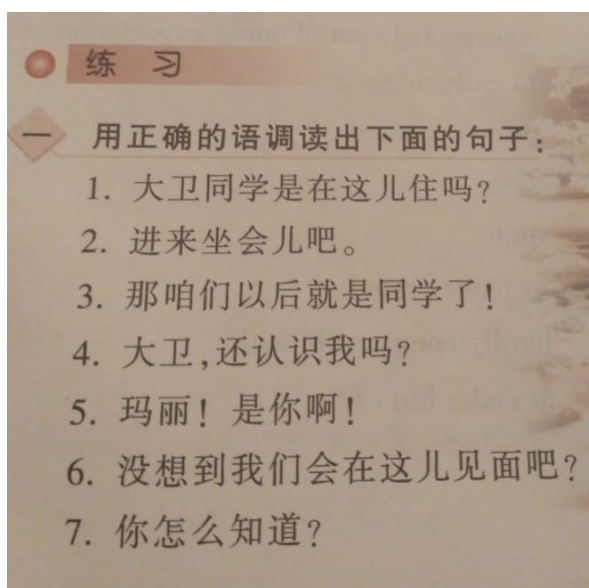 练 习
一 用正确的语调读出下面的句子:
1. 大卫同学是在这儿住吗?
2. 进来坐会儿吧。
3. 那咱们以后就是同学了!
4. 大卫,还认识我吗?
5. 玛丽! 是你啊!
6. 没想到我们会在这儿见面吧?
7. 你怎么知道?